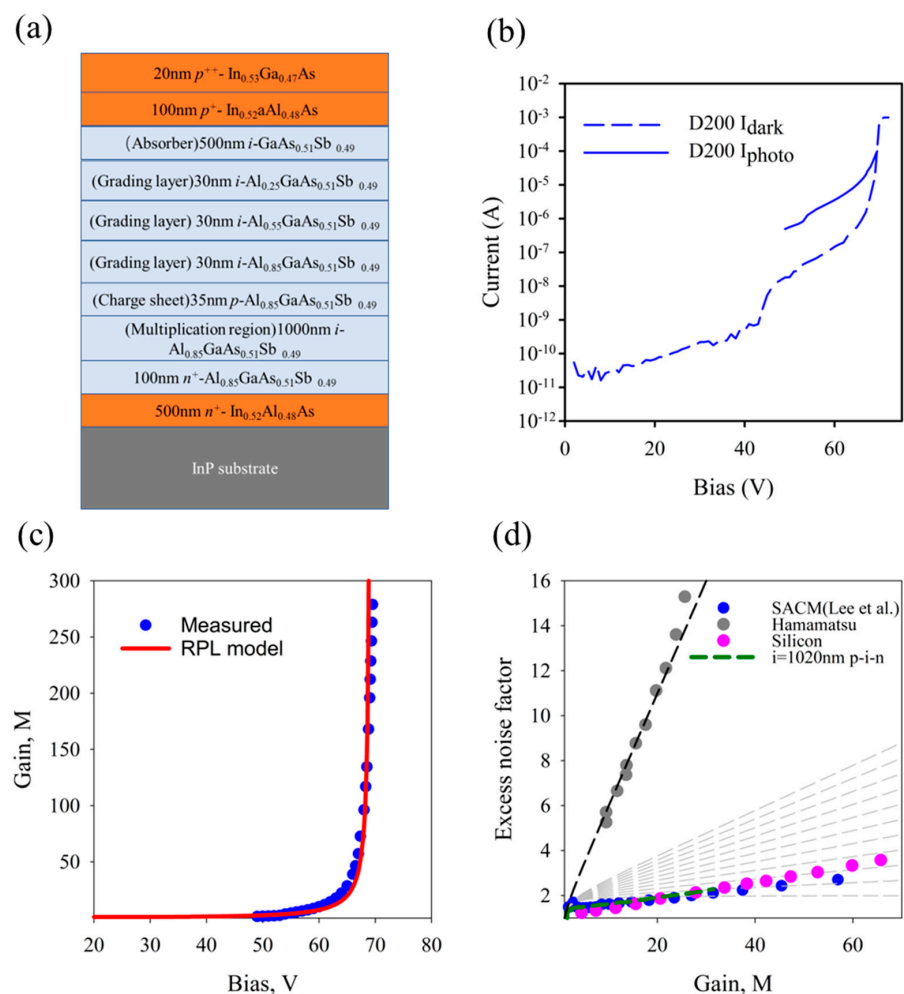 (a)
20nm p++- In0.53Ga0.47As
100nm p+- In0.52aAl0.48As
(Absorber)500nm i-GaAs0.51Sb 0.49
(Grading layer)30nm i-Al0.25GaAs0.51Sb 0.49
(Grading layer) 30nm i-Al0.55GaAs0.51Sb 0.49
(Grading layer) 30nm i-Al0.85GaAs0.51Sb 0.49
(Charge sheet)35nm p-Al0.85GaAs0.51Sb 0.49
(Multiplication region)1000nm i-
Al0.85GaAs0.51Sb 0.49
100nm n+-Al0.85GaAs0.51Sb 0.49
500nm n+- In0.52Al0.48As
InP substrate
(b)
10-2
10-3
10-4
10-5
10-6
10-7
10-8
10-9
10-10
10-11
10-12
Current (A)
D200 Idark
D200 Iphoto
0 20 40 60
Bias (V)
(c)
300
250
200
150
100
50
Gain, M
Measured
RPL model
20 30 40 50 60 70 80
Bias, V
(d)
16
14
12
10
8
6
4
2
Excess noise factor
SACM(Lee et al.)
Hamamatsu
Silicon
i=1020nm p-i-n
20 40 60
Gain, M